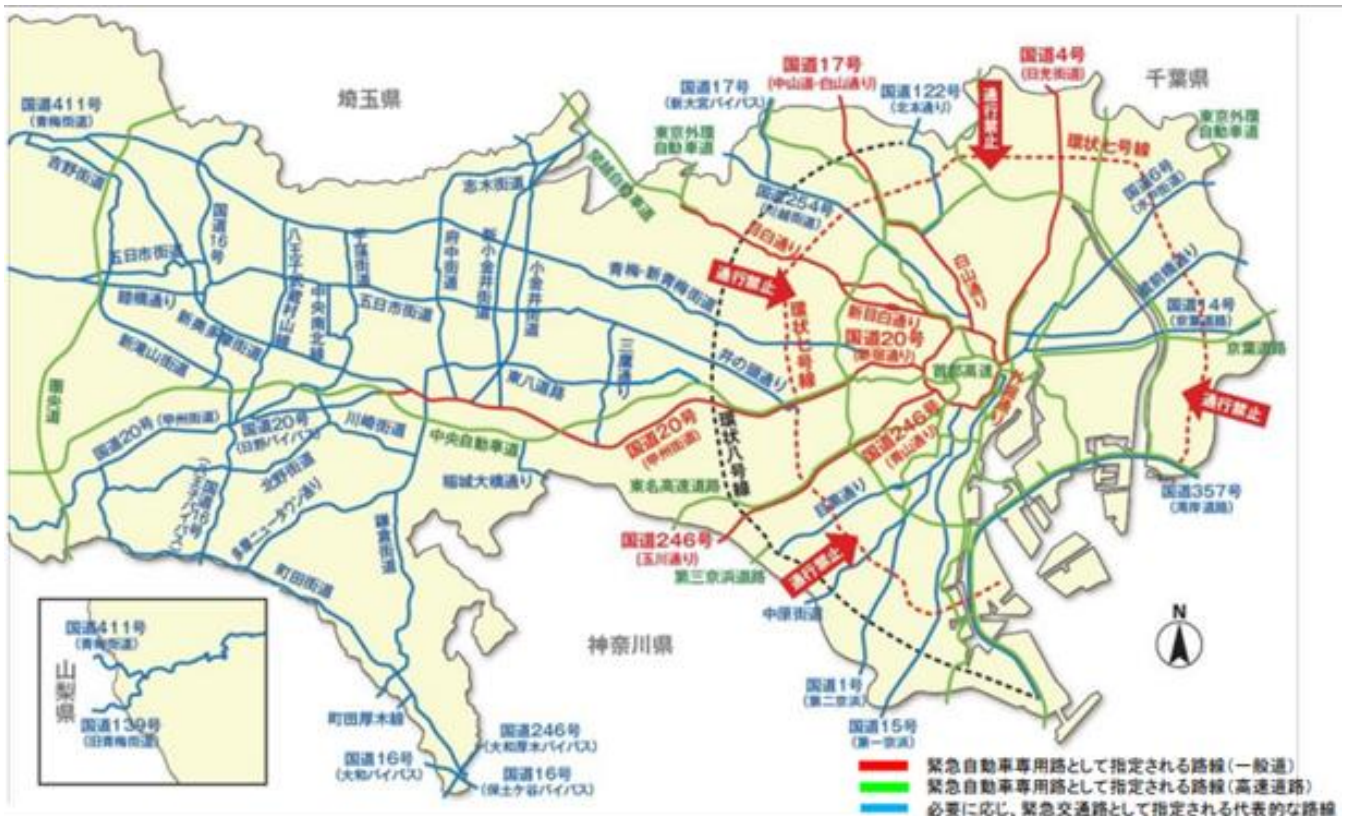 国道17号
(中山道・白山通り)
国道4号
(日光街道)
千葉県
埼玉県
国道17号
(新大宮バイパス)
国道122号
(北本通り)
通行禁止
国道411号
(青梅街道)
東京外環
自動車道
東京外環
自動車道
環状七号線
吉野街道
関越自動車道
志木街道
国道6号
(水戸街道)
国道254号
(川越街道)
国道16号
八王子武蔵村山線
芋窪街道
府中街道
新小金井街道
小金井街道
目白通り
白山通り
五日市街道
青梅・新青梅街道
通行禁止
蔵前橋通り
睦橋通り
中央南北線
五日市街道
環状七号線
新目白通り
国道14号
(京葉道路)
新奥多摩街道
国道20号
(新宿通り)
京葉道路
新滝山街道
三鷹通り
井の頭通り
首都高速
東八道路
圏央道
通行禁止
国道20号(甲州街道)
国道20号
(日野バイパス)
川崎街道
中央自動車道
国道20号
(甲州街道)
環状八号線
国道246号
(青山通り)
北野街道
稲城大橋通り
東名高速道路
目黒通り
国道357号
(湾岸道路)
国道16号
(八王子バイパス)
多摩ニュータウン通り
鎌倉街道
国道246号
(玉川通り)
第三京浜道路
通行禁止
町田街道
中原街道
N
国道411号
(青梅街道)
神奈川県
山梨県
国道139号
(旧青梅街道)
国道1号
(第二京浜)
町田厚木線
国道246号
(大和厚木バイパス)
国道15号
(第一京浜)
国道16号
(大和バイパス)
国道16号
(保土ケ谷バイパス)
緊急自動車専用路として指定される路線(一般道)
緊急自動車専用路として指定される路線(高速道路)
必要に応じ、緊急交通路として指定される代表的な路線